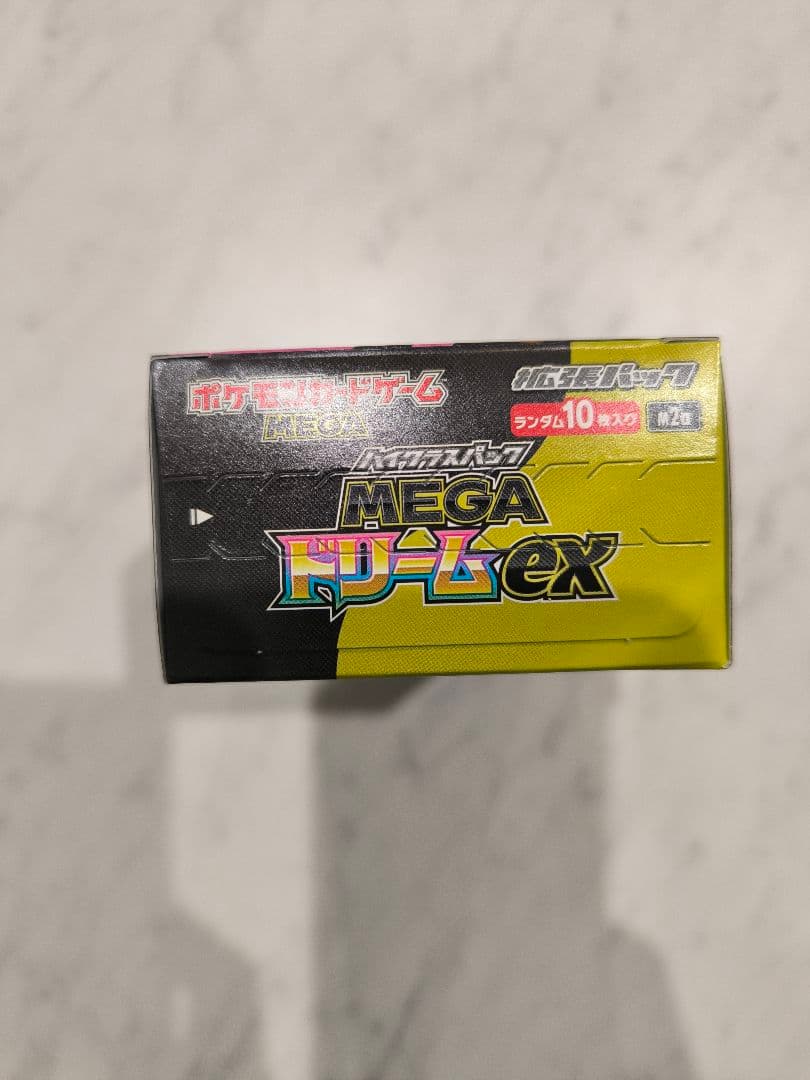 ポケモンカードゲーム
MEGA
拡張パック
ランダム10枚入り
M2a
ハイクラスパック
MEGA
ドリームex